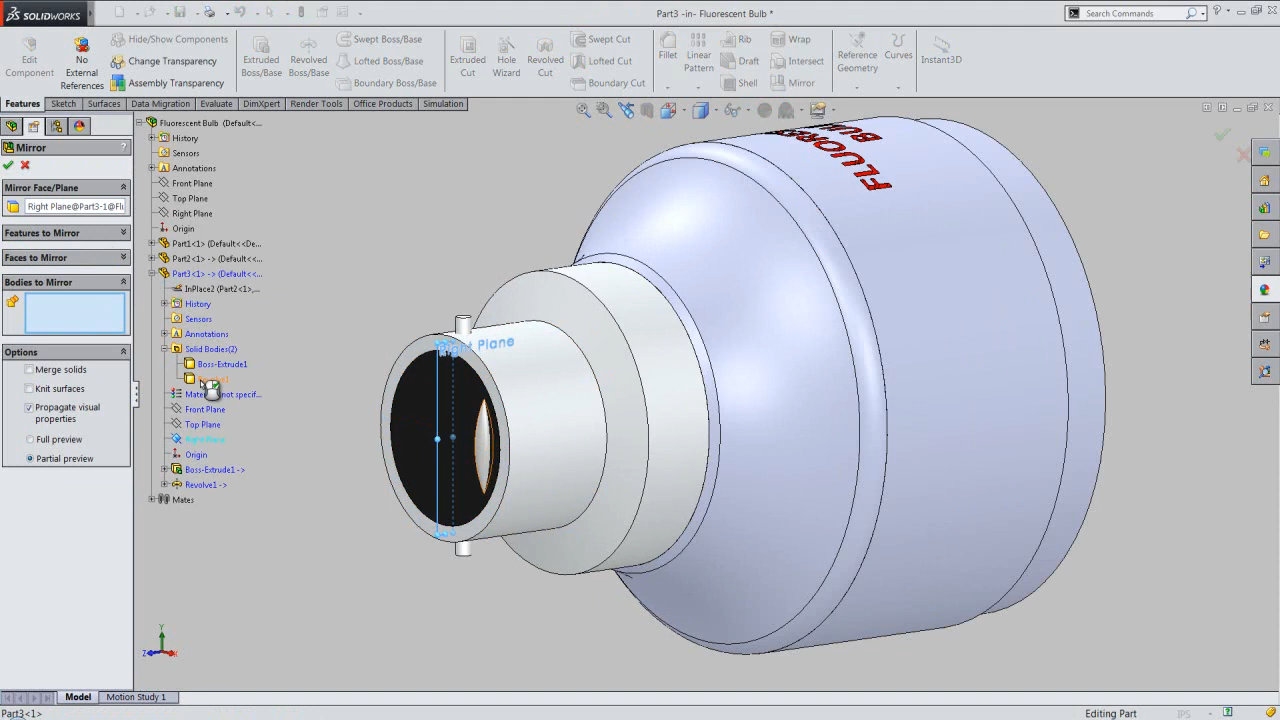 SOLIDWORKS
Part3 -in- Fluorescent Bulb *
Search Commands
Edit Component
No External References
Hide/Show Components
Change Transparency
Assembly Transparency
Extruded Boss/Base
Revolved Boss/Base
Swept Boss/Base
Lofted Boss/Base
Boundary Boss/Base
Extruded Cut
Hole Wizard
Revolved Cut
Swept Cut
Lofted Cut
Boundary Cut
Fillet
Linear Pattern
Rib
Draft
Shell
Wrap
Intersect
Mirror
Reference Geometry
Curves
Instant3D
Features
Sketch
Surfaces
Data Migration
Evaluate
DimXpert
Render Tools
Office Products
Simulation
Mirror
?
Mirror Face/Plane
Right Plane@Part3-1@Flu
Features to Mirror
Faces to Mirror
Bodies to Mirror
Options
Merge solids
Knit surfaces
Propagate visual properties
Full preview
Partial preview
Fluorescent Bulb (Default<...
History
Sensors
Annotations
Front Plane
Top Plane
Right Plane
Origin
Part1<1> (Default<<De...
Part2<1> -> (Default<<...
Part3<1> -> (Default<<...
InPlace2 (Part2<1>,...
History
Sensors
Annotations
Solid Bodies(2)
Boss-Extrude1
Front Plane
Top Plane
Right Plane
Origin
Boss-Extrude1 ->
Revolve1 ->
Mates
Right Plane
Y
Z
X
Model
Motion Study 1
Part3<1>
Editing Part
IPS